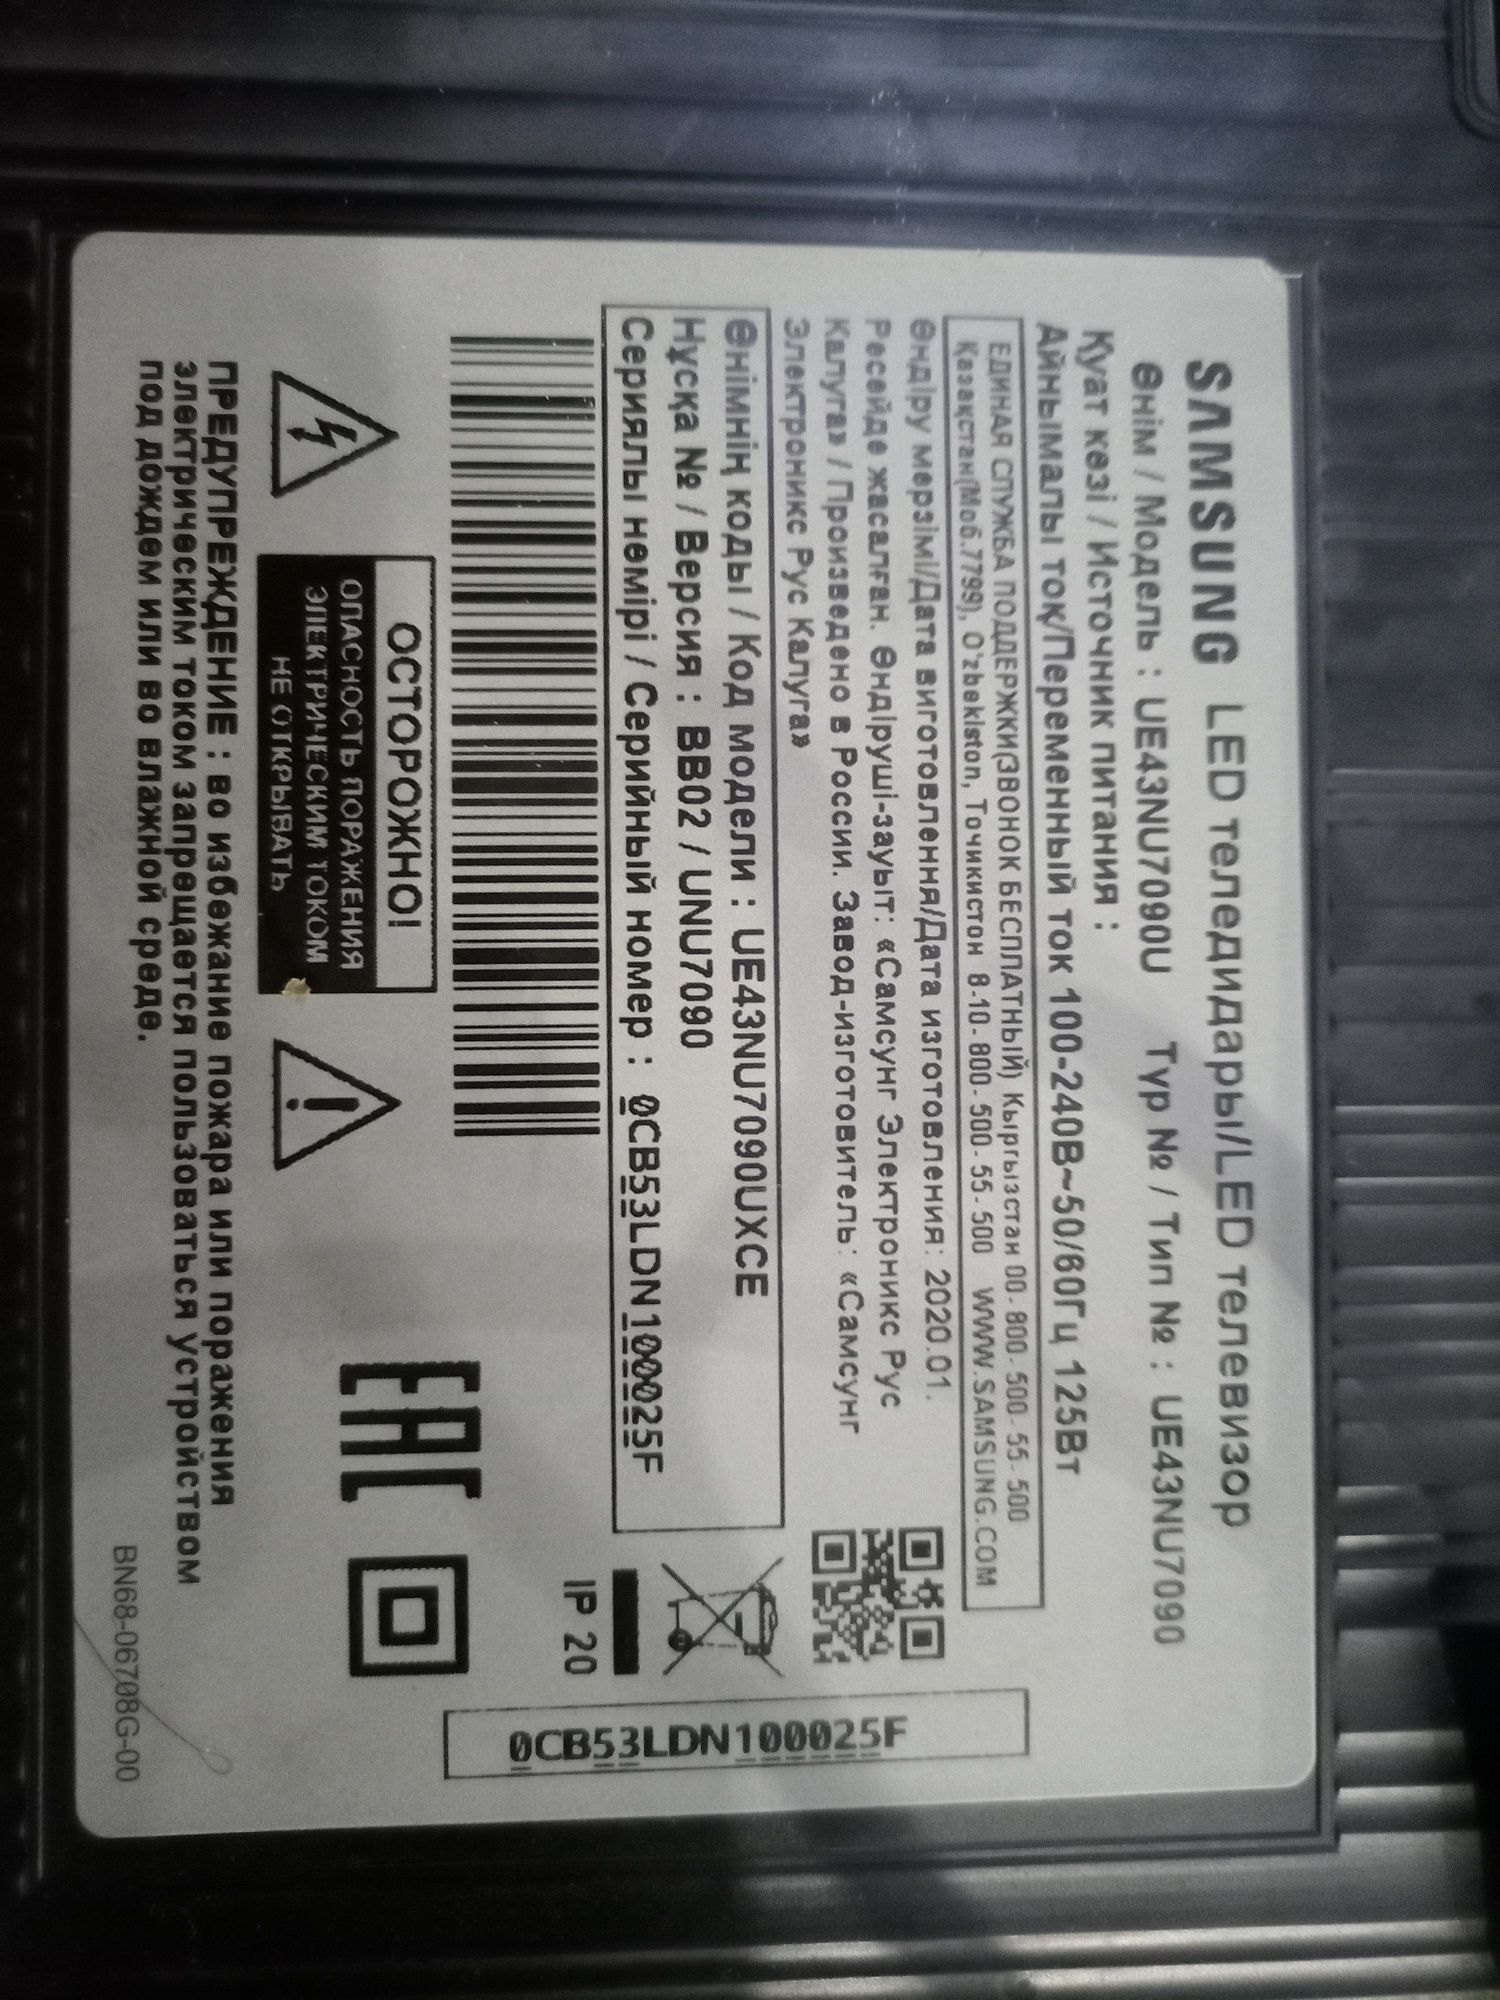 SAMSUNG LED теледидары/LED телевизор
Өнім / Модель : UE43NU7090U Typ № / Тип № : UE43NU7090
Қуат көзі / Источник питания :
Айнымалы тоқ/Переменный ток 100-240В~50/60Гц 125Вт
ЕДИНАЯ СЛУЖБА ПОДДЕРЖКИ(ЗВОНОК БЕСПЛАТНЫЙ) Кыргызстан 00-800-500-55-500
Казақстан(Моб.7799), O'zbekiston, Точикистон 8-10-800-500-55-500 WWW.SAMSUNG.COM
Өндіру мерзімі/Дата виготовлення/Дата изготовления: 2020.01.
Ресейде жасалған. Өндіруші-зауыт: «Самсунг Электроникс Рус
Калуга» / Произведено в России. Завод-изготовитель: «Самсунг
Электроникс Рус Калуга»
Өнімнің коды / Код модели : UE43NU7090UXCE
Нұсқа № / Версия : BB02 / UNU7090
Сериялы нөмірі / Серийный номер : 0CB53LDN100025F
IP 20
0CB53LDN100025F
ОСТОРОЖНО!
ОПАСНОСТЬ ПОРАЖЕНИЯ
ЭЛЕКТРИЧЕСКИМ ТОКОМ
НЕ ОТКРЫВАТЬ
EAC
ПРЕДУПРЕЖДЕНИЕ : во избежание пожара или поражения
электрическим током запрещается пользоваться устройством
под дождем или во влажной среде.
BN68-06708G-00